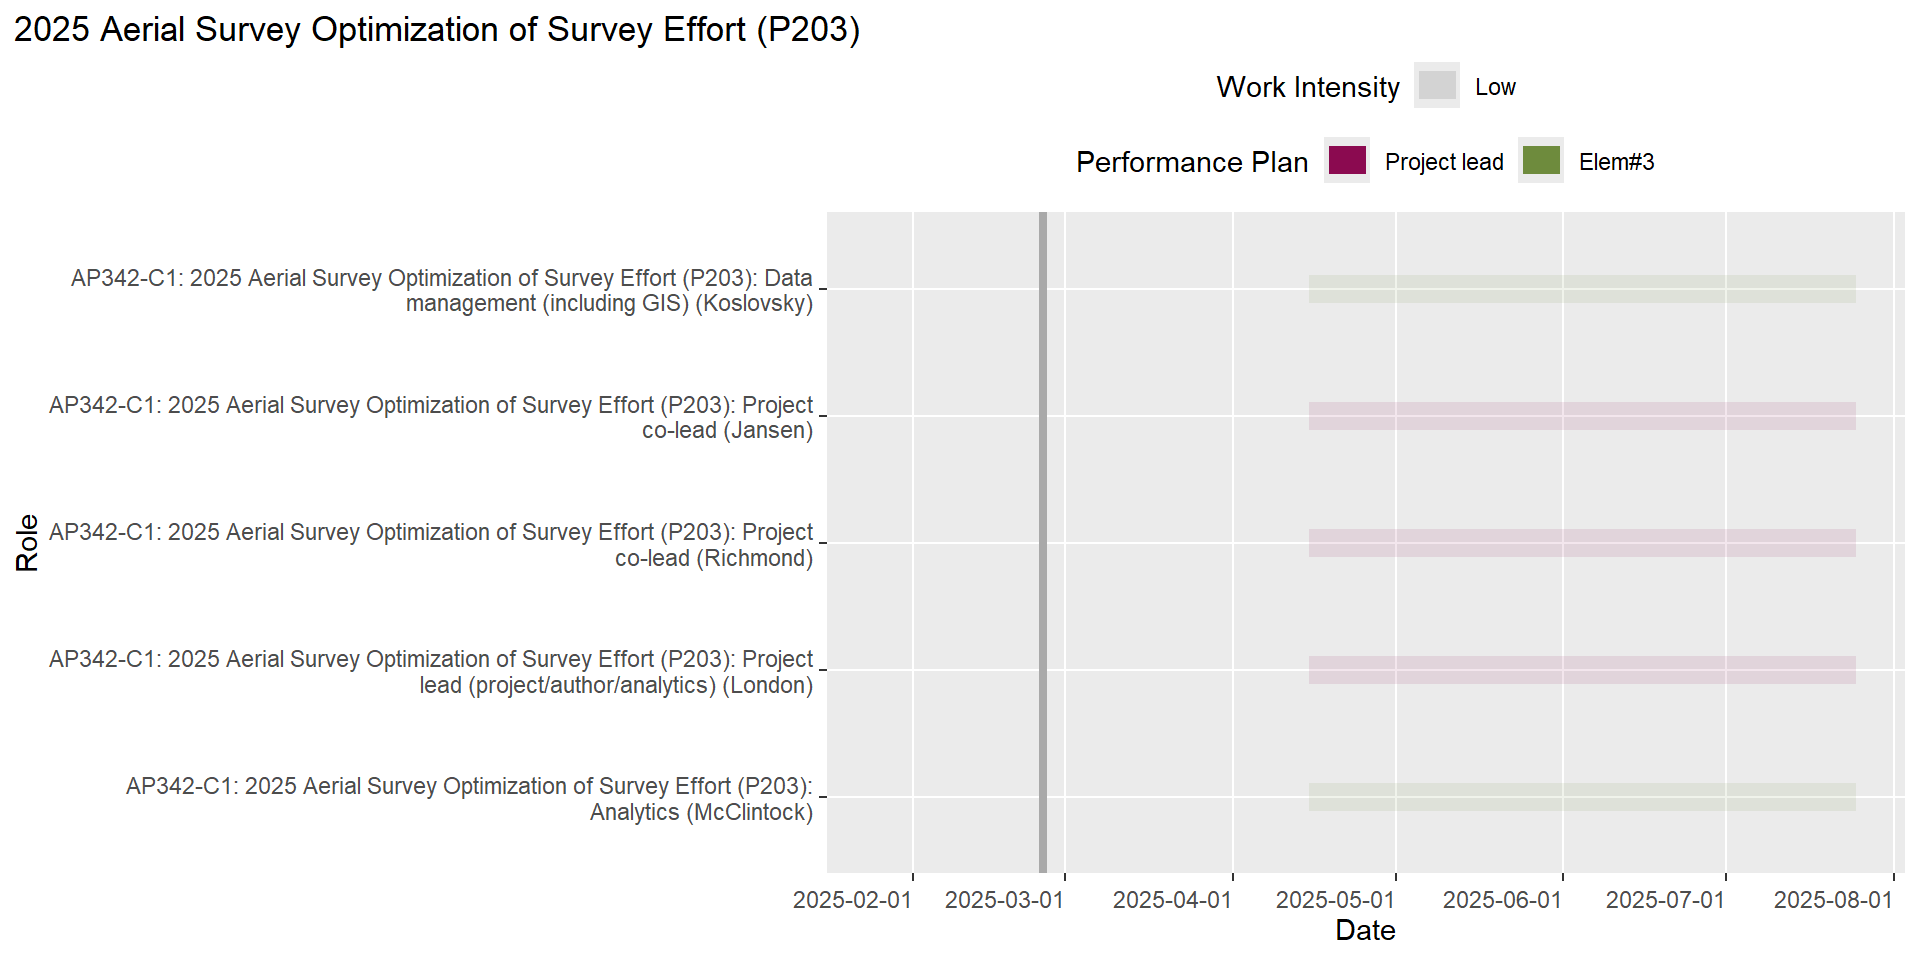 2025 Aerial Survey Optimization of Survey Effort (P203)
Work Intensity Low
Performance Plan Project lead Elem#3
AP342-C1: 2025 Aerial Survey Optimization of Survey Effort (P203): Data
management (including GIS) (Koslovsky)
AP342-C1: 2025 Aerial Survey Optimization of Survey Effort (P203): Project
co-lead (Jansen)
Role
AP342-C1: 2025 Aerial Survey Optimization of Survey Effort (P203): Project
co-lead (Richmond)
AP342-C1: 2025 Aerial Survey Optimization of Survey Effort (P203): Project
lead (project/author/analytics) (London)
AP342-C1: 2025 Aerial Survey Optimization of Survey Effort (P203):
Analytics (McClintock)
2025-02-01 2025-03-01 2025-04-01 2025-05-01 2025-06-01 2025-07-01 2025-08-01
Date